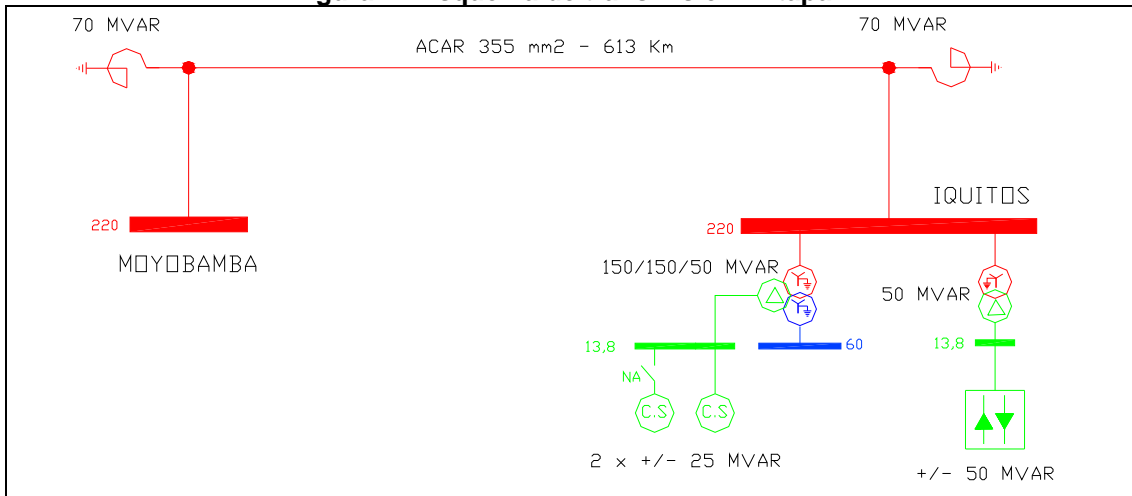 70 MVAR
70 MVAR
ACAR 355 mm2 - 613 Km
IQUITOS
220
220
MOYOBAMBA
150/150/50 MVAR
50 MVAR
13,8
60
13,8
NA
C.S
C.S
2 x +/- 25 MVAR
+/- 50 MVAR